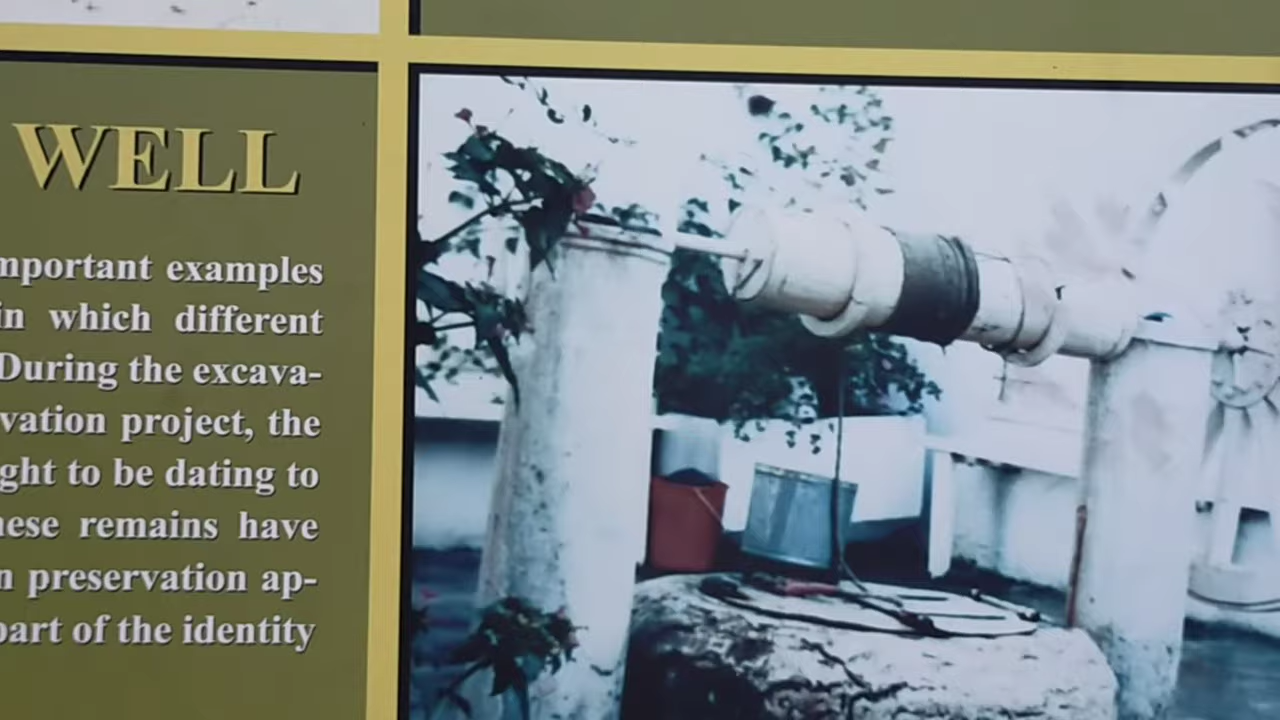 WELL
mportant examples
in which different
During the excava-
vation project, the
ght to be dating to
nese remains have
n preservation ap-
part of the identity